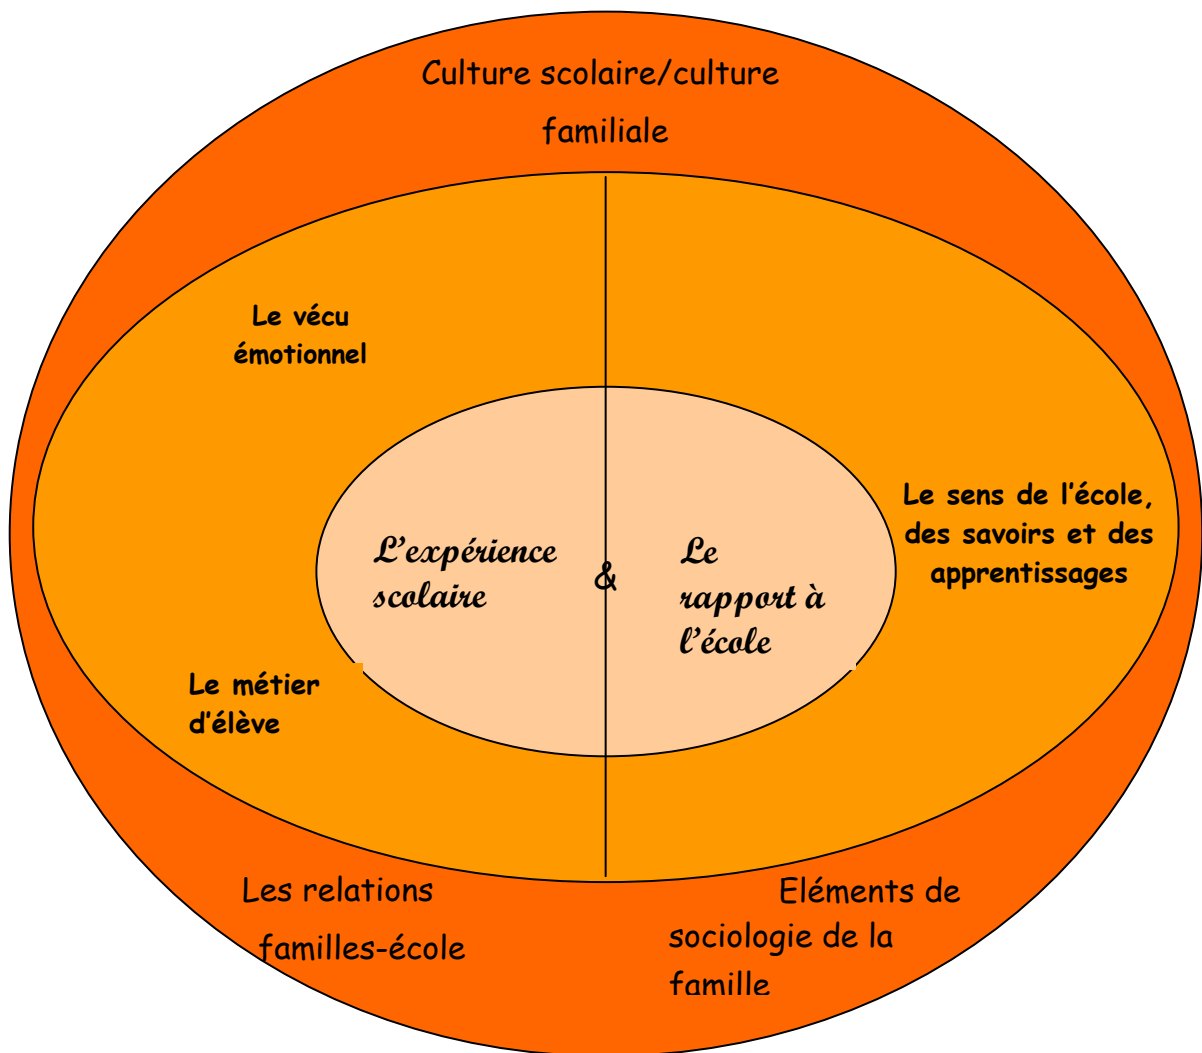 Culture scolaire/culture
familiale
Le vécu
émotionnel
Le sens de l'école,
des savoirs et des
apprentissages
L'expérience
scolaire
&
Le
rapport à
l'école
Le métier
d'élève
Les relations
familles-école
Eléments de
sociologie de la
famille